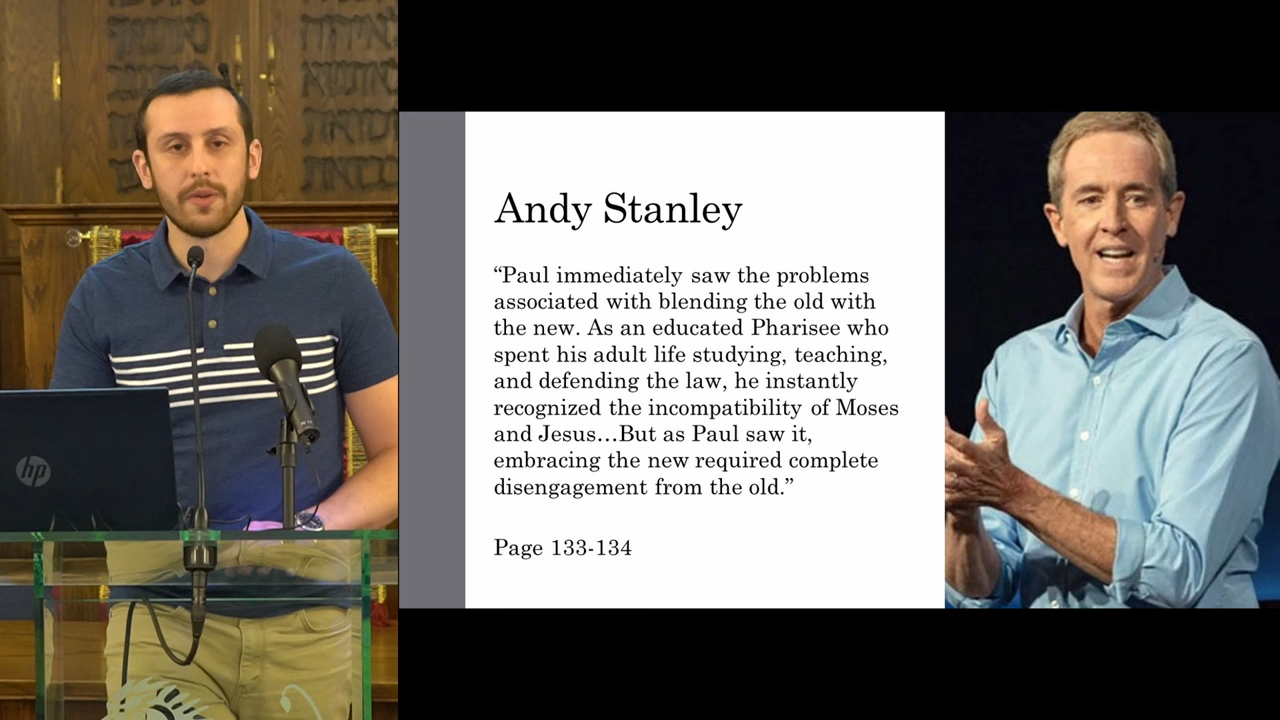 Andy Stanley
“Paul immediately saw the problems
associated with blending the old with
the new. As an educated Pharisee who
spent his adult life studying, teaching,
and defending the law, he instantly
recognized the incompatibility of Moses
and Jesus…But as Paul saw it,
embracing the new required complete
disengagement from the old.”
Page 133-134
hp